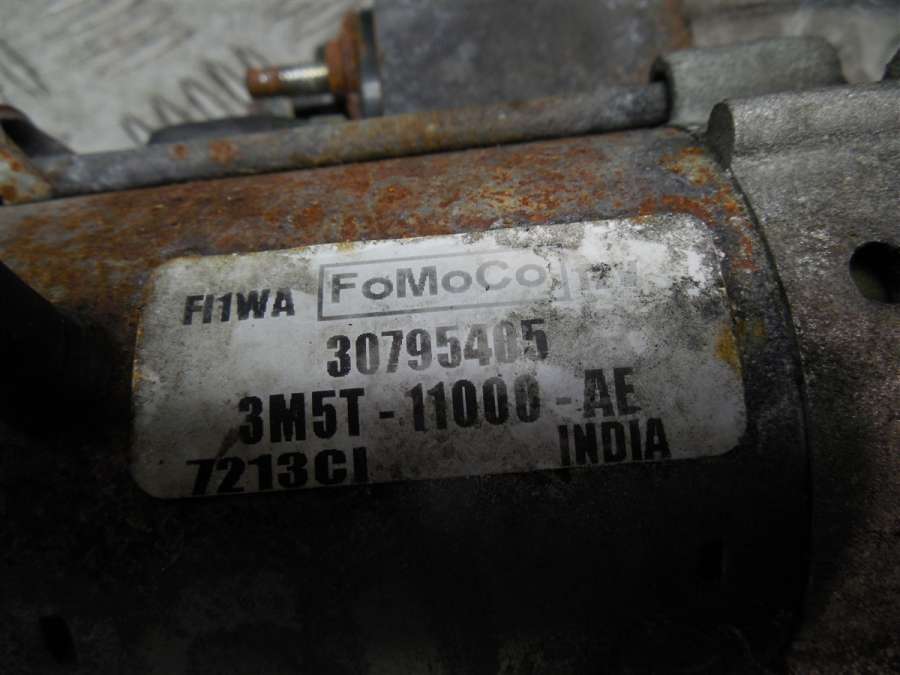 FI1WA FoMoCo
30795405
3M5T-11000-AE
7213CI INDIA